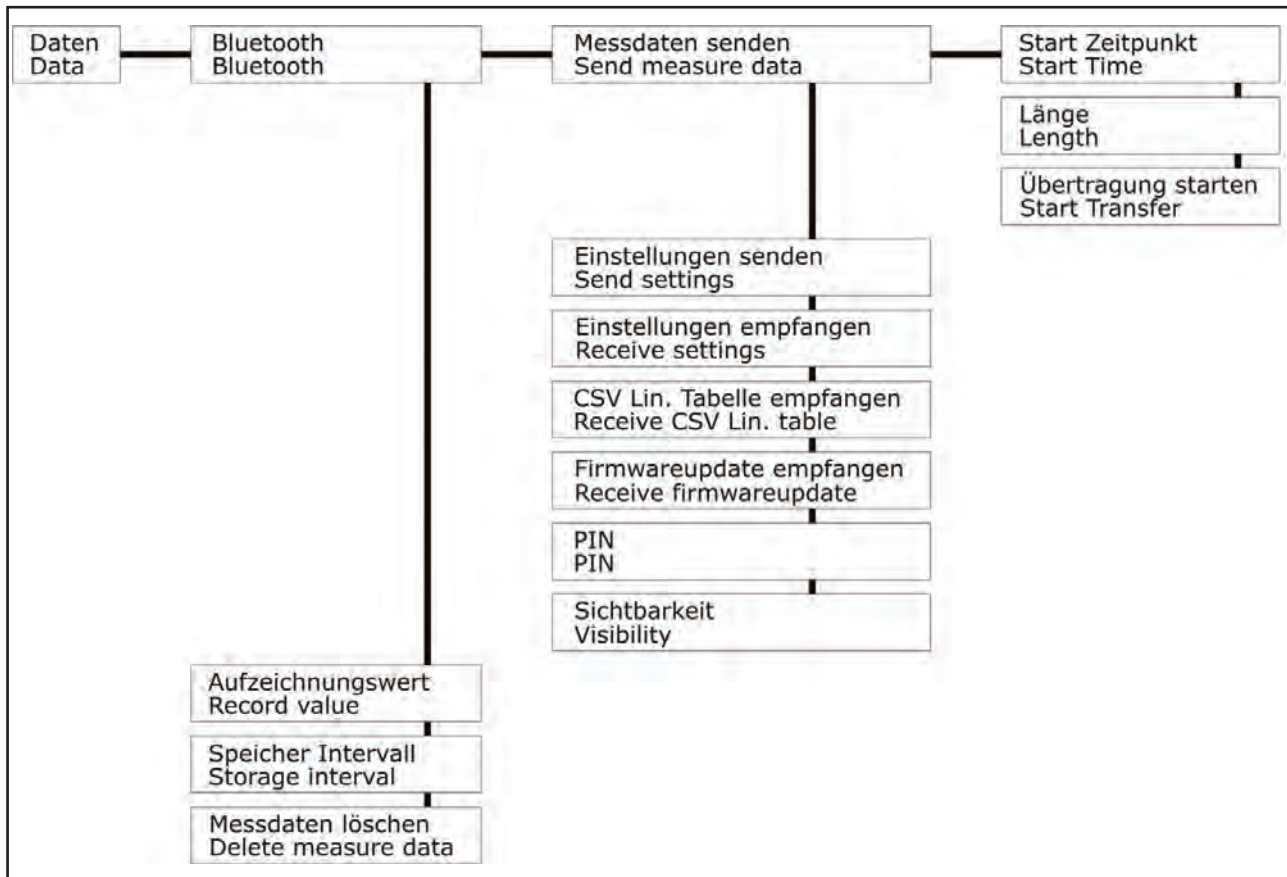 Daten
Data
Bluetooth
Bluetooth
Messdaten senden
Send measure data
Start Zeitpunkt
Start Time
Länge
Length
Übertragung starten
Start Transfer
Einstellungen senden
Send settings
Einstellungen empfangen
Receive settings
CSV Lin. Tabelle empfangen
Receive CSV Lin. table
Firmwareupdate empfangen
Receive firmwareupdate
PIN
PIN
Sichtbarkeit
Visibility
Aufzeichnungswert
Record value
Speicher Intervall
Storage interval
Messdaten löschen
Delete measure data